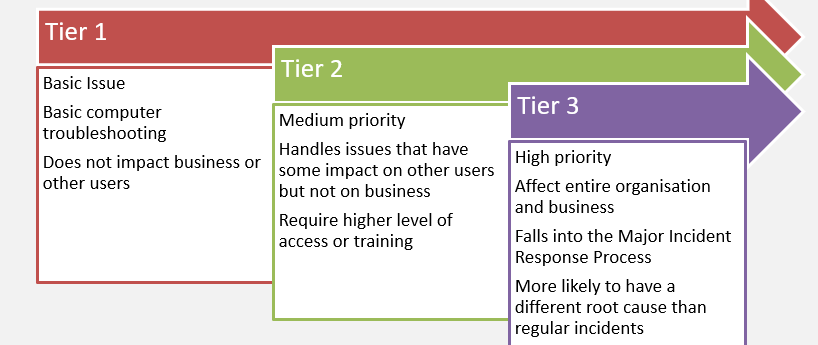 Tier 1
Basic Issue
Basic computer
troubleshooting
Does not impact business or
other users
Tier 2
Medium priority
Handles issues that have
some impact on other users
but not on business
Require higher level of
access or training
Tier 3
High priority
Affect entire organisation
and business
Falls into the Major Incident
Response Process
More likely to have a
different root cause than
regular incidents